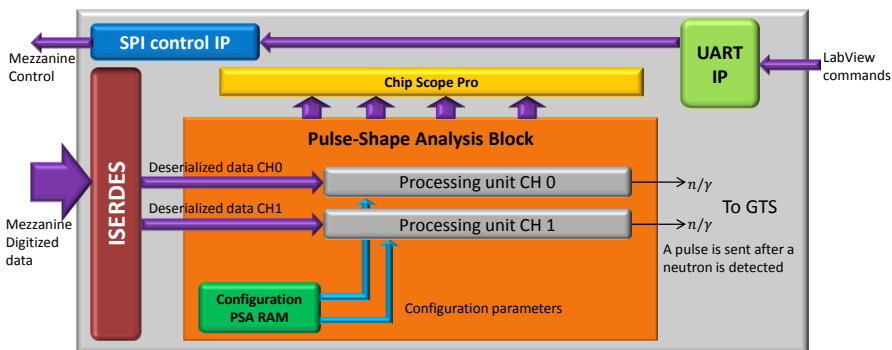 SPI control IP
UART
IP
Mezzanine
Control
LabView
commands
Chip Scope Pro
ISERDES
Pulse-Shape Analysis Block
Deserialized data CH0
Processing unit CH 0
n/γ
Deserialized data CH1
Processing unit CH 1
n/γ
To GTS
Mezzanine
Digitized
data
A pulse is sent after a
neutron is detected
Configuration
PSA RAM
Configuration parameters